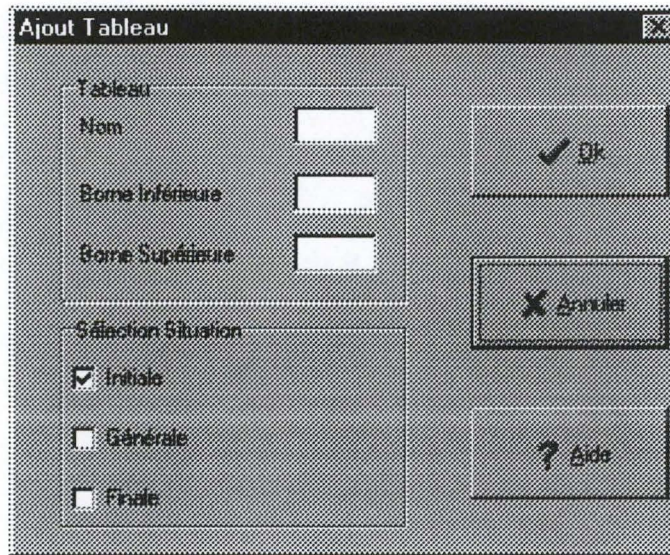 Ajout Tableau
Tableau
Nom
Borne Inférieure
Borne Supérieure
Sélection Situation
Initiale
Générale
Finale
Ok
Annuler
Aide